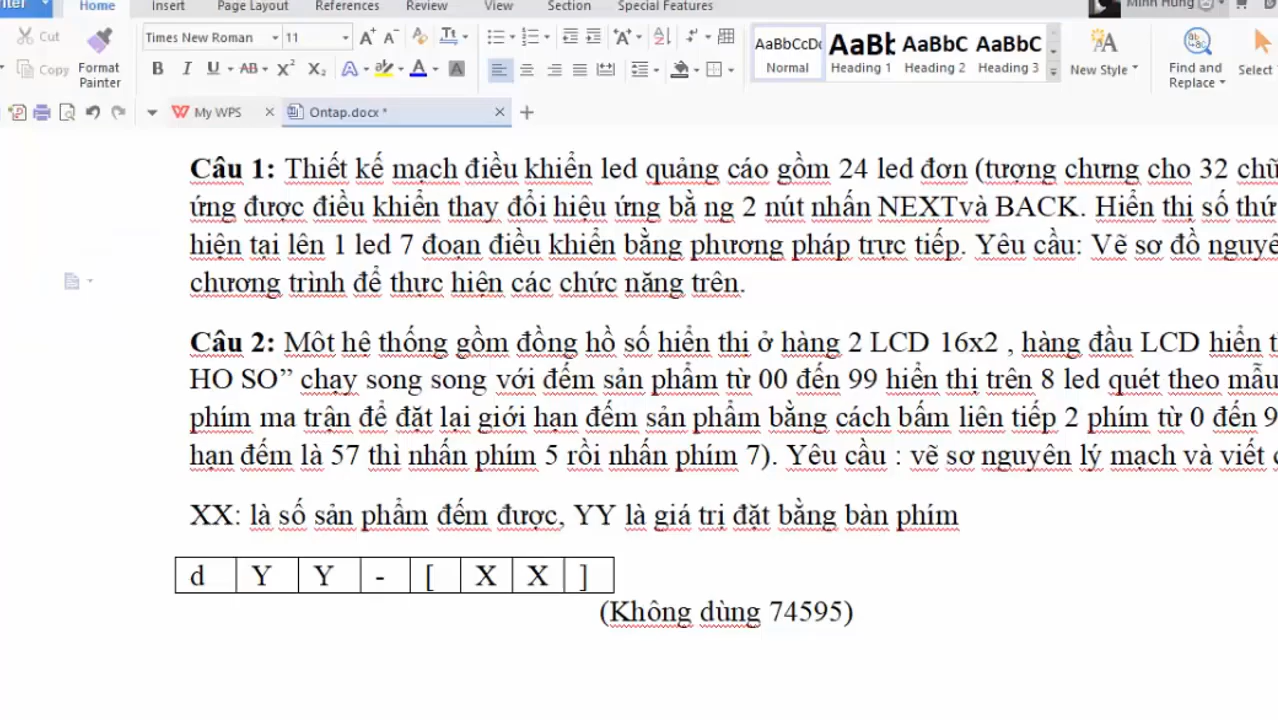 Home Insert Page Layout References Review View Section Special Features
Cut Times New Roman 11 AaBbCcDd AaBb AaBbC AaBbC
Copy Format Painter B I U AB X² X₂ A A A Normal Heading 1 Heading 2 Heading 3 New Style Find and Replace Select
My WPS Ontap.docx *
Câu 1: Thiết kế mạch điều khiển led quảng cáo gồm 24 led đơn (tượng chưng cho 32
ứng được điều khiển thay đổi hiệu ứng bằ ng 2 nút nhấn NEXTvà BACK. Hiển thị số thứ
hiện tại lên 1 led 7 đoạn điều khiển bằng phương pháp trực tiếp. Yêu cầu: Vẽ sơ đồ
chương trình để thực hiện các chức năng trên.
Câu 2: Một hệ thống gồm đồng hồ số hiển thị ở hàng 2 LCD 16x2 , hàng đầu LCD hiển
HO SO” chạy song song với đếm sản phẩm từ 00 đến 99 hiển thị trên 8 led quét theo mẫu
phím ma trận để đặt lại giới hạn đếm sản phẩm bằng cách bấm liên tiếp 2 phím từ 0 đến 9
hạn đếm là 57 thì nhấn phím 5 rồi nhấn phím 7). Yêu cầu : vẽ sơ nguyên lý mạch và viết
XX: là số sản phẩm đếm được, YY là giá trị đặt bằng bàn phím
d Y Y - [ X X ]
(Không dùng 74595)